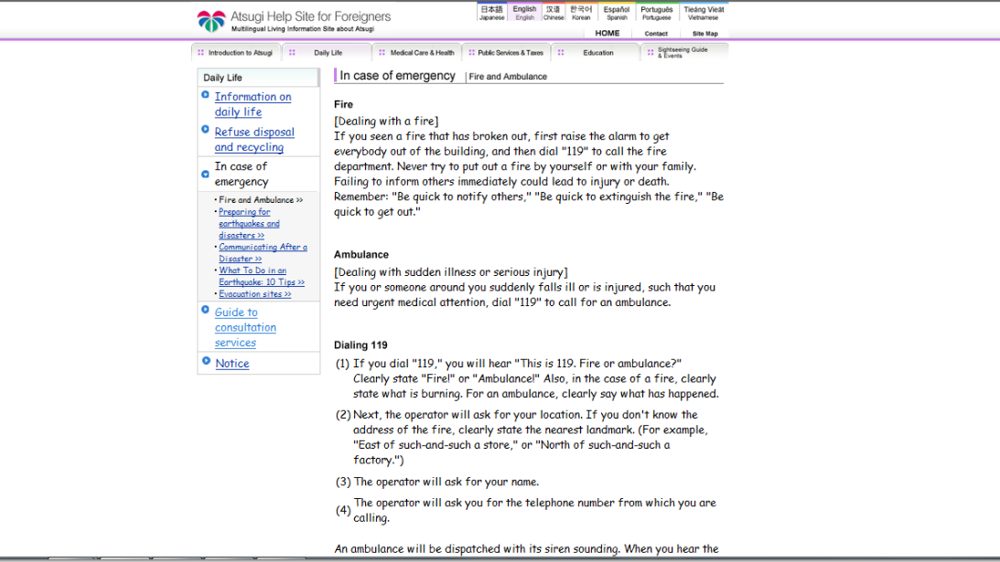 Atsugi Help Site for Foreigners
Multilingual Living Information Site about Atsugi
日本語 English 汉语 한국어 Español Português Tieáng Vieät
Japanese English Chinese Korean Spanish Portuguese Vietnamese
HOME Contact Site Map
Introduction to Atsugi Daily Life Medical Care & Health Public Services & Taxes Education Sightseeing Guide & Events
Daily Life
Information on
daily life
Refuse disposal
and recycling
In case of
emergency
• Fire and Ambulance >>
• Preparing for
earthquakes and
disasters >>
• Communicating After a
Disaster >>
• What To Do in an
Earthquake: 10 Tips >>
• Evacuation sites >>
Guide to
consultation
services
Notice
In case of emergency | Fire and Ambulance
Fire
[Dealing with a fire]
If you seen a fire that has broken out, first raise the alarm to get
everybody out of the building, and then dial "119" to call the fire
department. Never try to put out a fire by yourself or with your family.
Failing to inform others immediately could lead to injury or death.
Remember: "Be quick to notify others," "Be quick to extinguish the fire," "Be
quick to get out."
Ambulance
[Dealing with sudden illness or serious injury]
If you or someone around you suddenly falls ill or is injured, such that you
need urgent medical attention, dial "119" to call for an ambulance.
Dialing 119
(1) If you dial "119," you will hear "This is 119. Fire or ambulance?"
Clearly state "Fire!" or "Ambulance!" Also, in the case of a fire, clearly
state what is burning. For an ambulance, clearly say what has happened.
(2) Next, the operator will ask for your location. If you don't know the
address of the fire, clearly state the nearest landmark. (For example,
"East of such-and-such a store," or "North of such-and-such a
factory.")
(3) The operator will ask for your name.
(4) The operator will ask you for the telephone number from which you are
calling.
An ambulance will be dispatched with its siren sounding. When you hear the